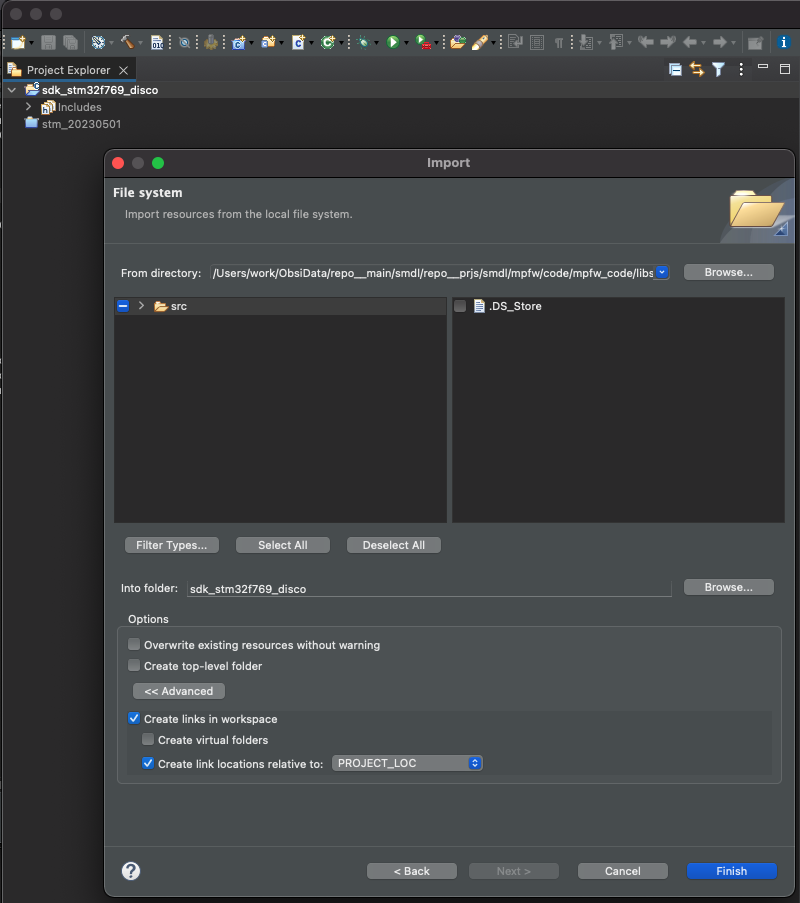 Project Explorer
sdk_stm32f769_disco
Includes
stm_20230501
Import
File system
Import resources from the local file system.
From directory: /Users/work/ObsiData/repo__main/smdl/repo__prjs/smdl/mpfw/code/mpfw_code/libs Browse...
src .DS_Store
Filter Types... Select All Deselect All
Into folder: sdk_stm32f769_disco Browse...
Options
Overwrite existing resources without warning
Create top-level folder
<< Advanced
Create links in workspace
Create virtual folders
Create link locations relative to: PROJECT_LOC
? < Back Next > Cancel Finish